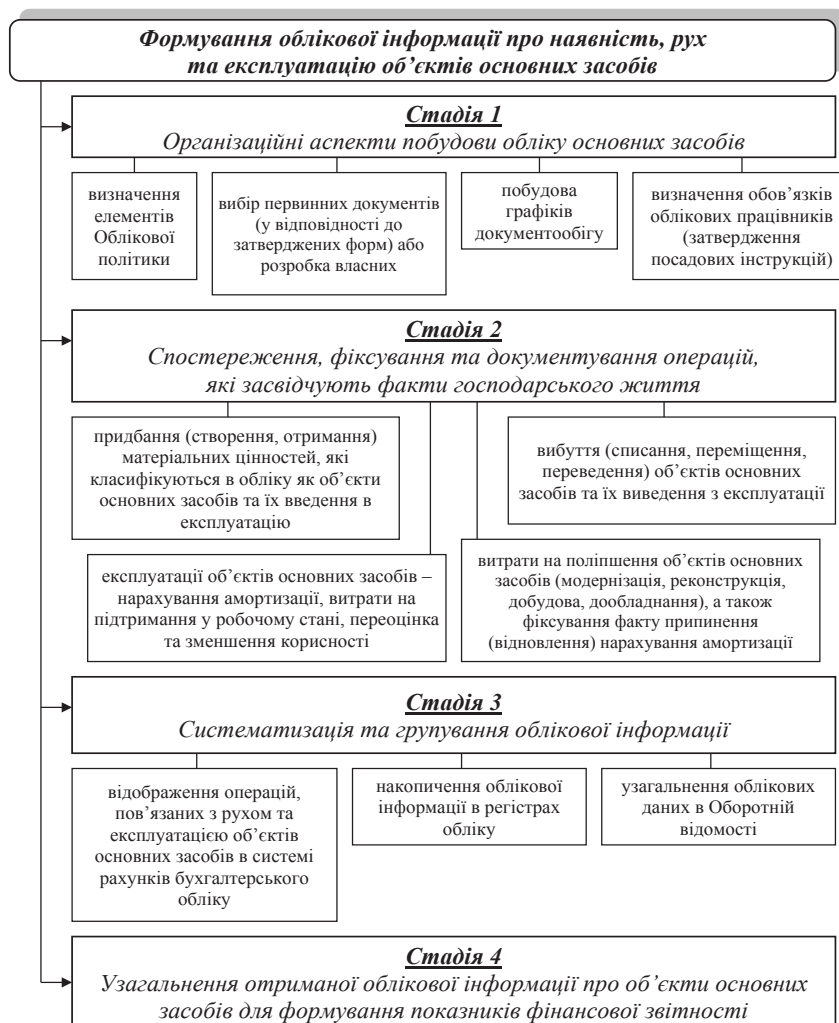 Формування облікової інформації про наявність, рух
та експлуатацію об’єктів основних засобів
Стадія 1
Організаційні аспекти побудови обліку основних засобів
визначення
елементів
Облікової
політики
вибір первинних документів
(у відповідності до
затверджених форм) або
розробка власних
побудова
графіків
документообігу
визначення обов’язків
облікових працівників
(затвердження
посадових інструкцій)
Стадія 2
Спостереження, фіксування та документування операцій,
які засвідчують факти господарського життя
придбання (створення, отримання)
матеріальних цінностей, які
класифікуються в обліку як об’єкти
основних засобів та їх введення в
експлуатацію
вибуття (списання, переміщення,
переведення) об’єктів основних
засобів та їх виведення з експлуатації
експлуатації об’єктів основних засобів –
нарахування амортизації, витрати на
підтримання у робочому стані, переоцінка
та зменшення корисності
витрати на поліпшення об’єктів основних
засобів (модернізація, реконструкція,
добудова, дообладнання), а також
фіксування факту припинення
(відновлення) нарахування амортизації
Стадія 3
Систематизація та групування облікової інформації
відображення операцій,
пов’язаних з рухом та
експлуатацією об’єктів
основних засобів в системі
рахунків бухгалтерського
обліку
накопичення облікової
інформації в регістрах
обліку
узагальнення облікових
даних в Оборотній
відомості
Стадія 4
Узагальнення отриманої облікової інформації про об’єкти основних
засобів для формування показників фінансової звітності